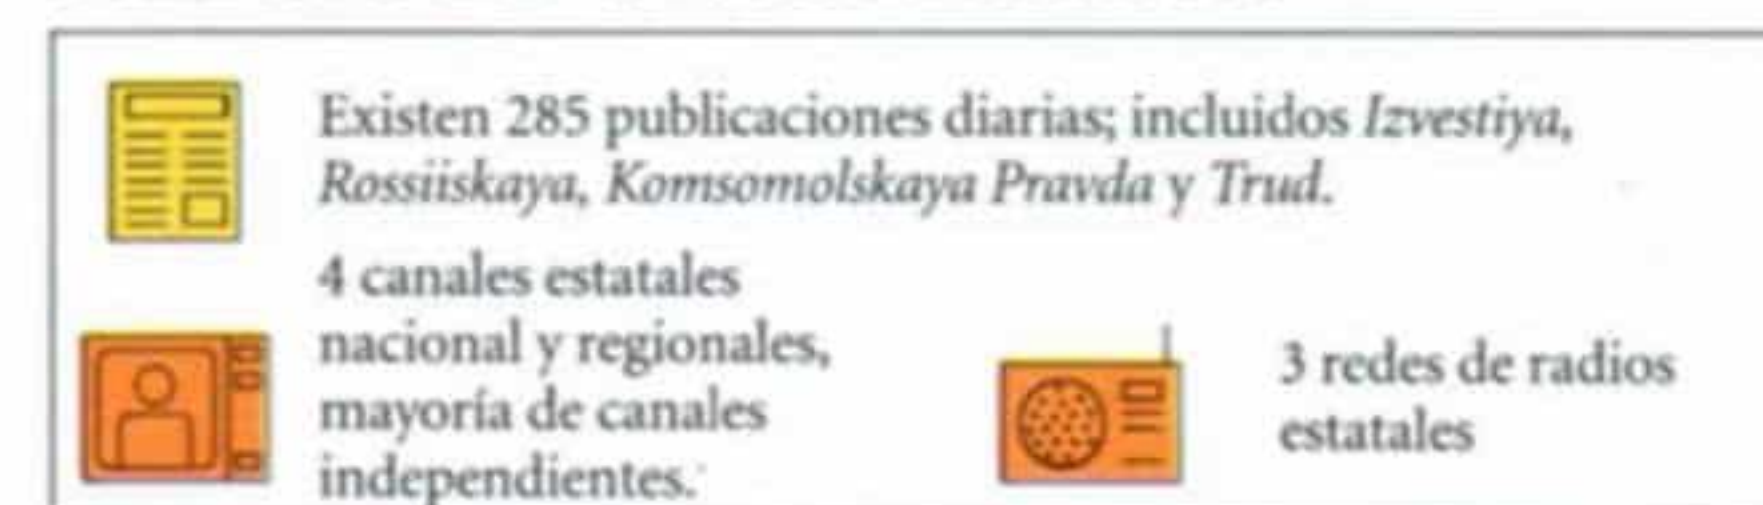 Existen 285 publicaciones diarias; incluidos Izvestiya,
Rossiiskaya, Komsomolskaya Pravda y Trud.
4 canales estatales
nacional y regionales,
mayoría de canales
independientes.
3 redes de radios
estatales